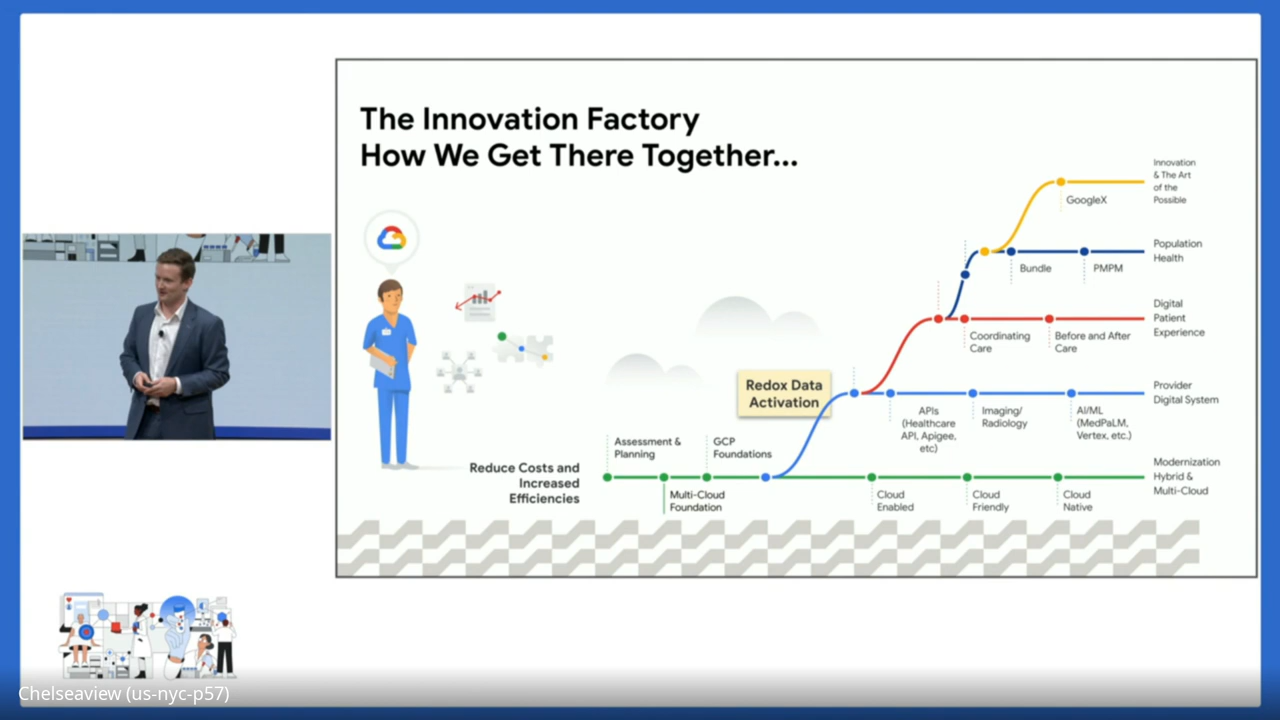 The Innovation Factory
How We Get There Together...
Innovation
& The Art
of the
Possible
GoogleX
Population
Health
Bundle
PMPM
Digital
Patient
Experience
Coordinating
Care
Before and After
Care
Redox Data
Activation
Provider
Digital System
APIs
(Healthcare
API, Apigee,
etc)
Imaging/
Radiology
AI/ML
(MedPaLM,
Vertex, etc.)
Assessment &
Planning
GCP
Foundations
Reduce Costs and
Increased
Efficiencies
Multi-Cloud
Foundation
Cloud
Enabled
Cloud
Friendly
Cloud
Native
Modernization
Hybrid &
Multi-Cloud
Chelseaview (us-nyc-p57)